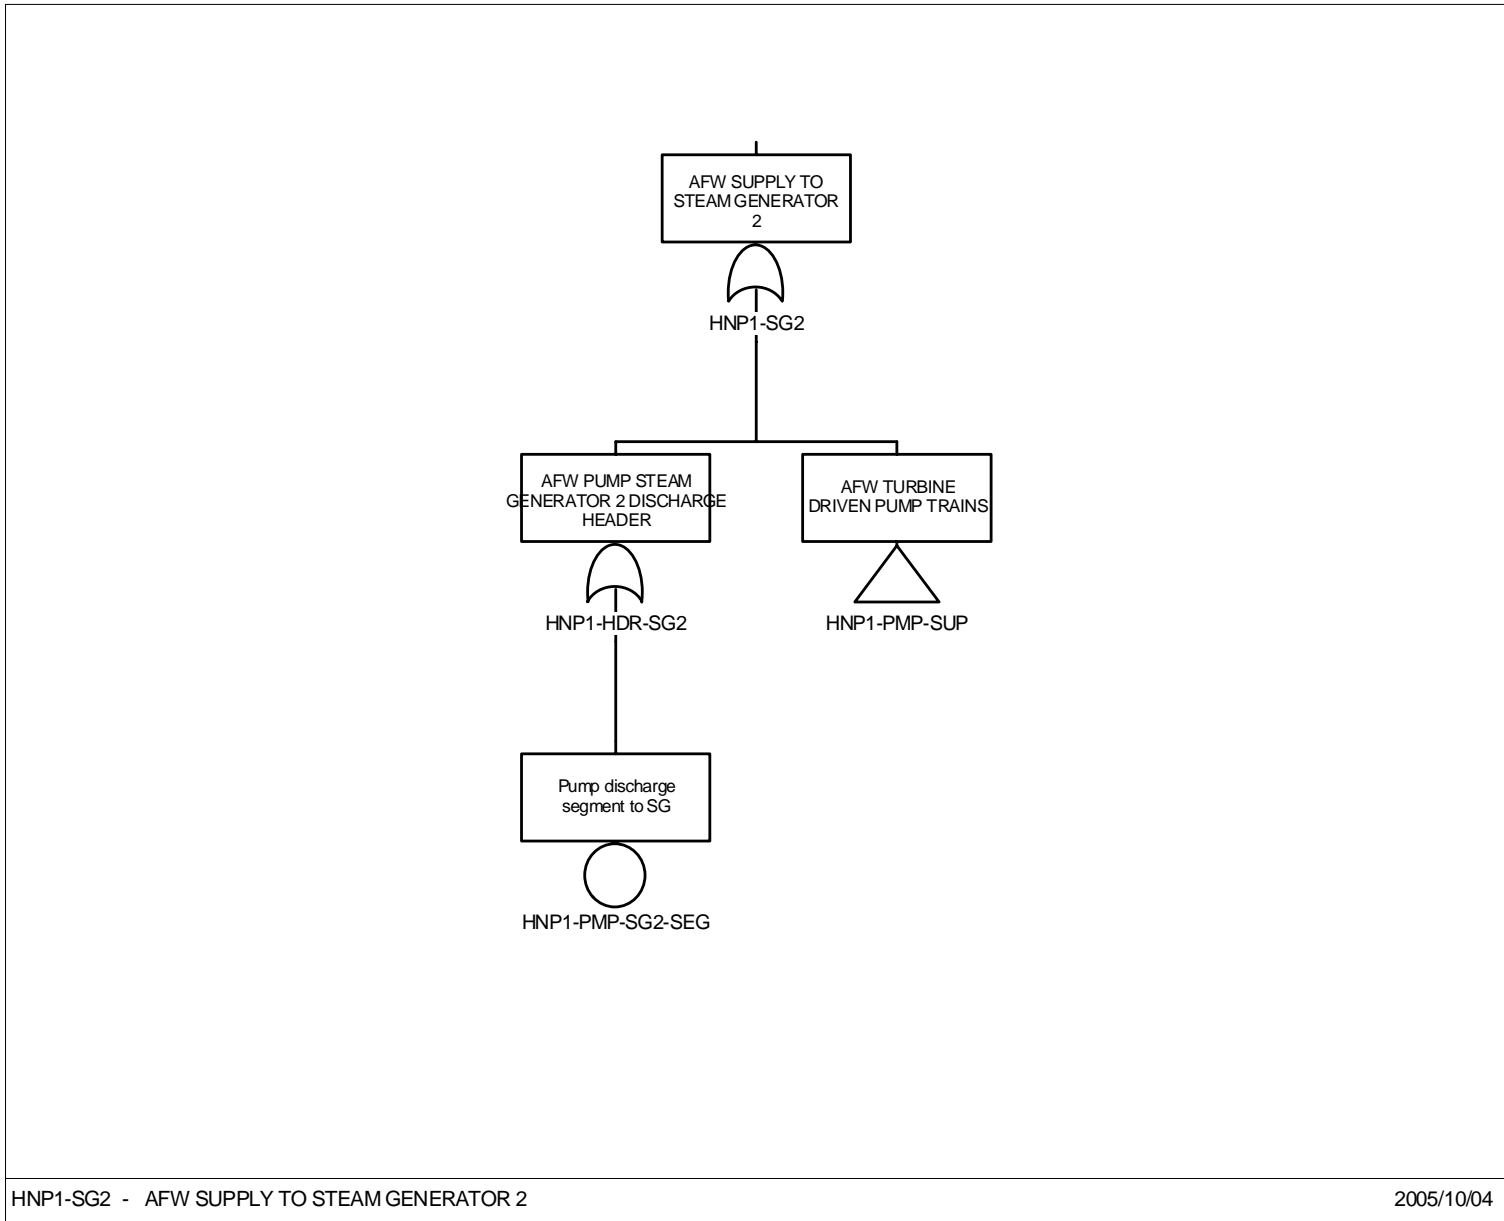 AFW SUPPLY TO
STEAM GENERATOR
2
HNP1-SG2
AFW PUMP STEAM
GENERATOR 2 DISCHARGE
HEADER
HNP1-HDR-SG2
AFW TURBINE
DRIVEN PUMP TRAINS
HNP1-PMP-SUP
Pump discharge
segment to SG
HNP1-PMP-SG2-SEG
HNP1-SG2 - AFW SUPPLY TO STEAM GENERATOR 2
2005/10/04